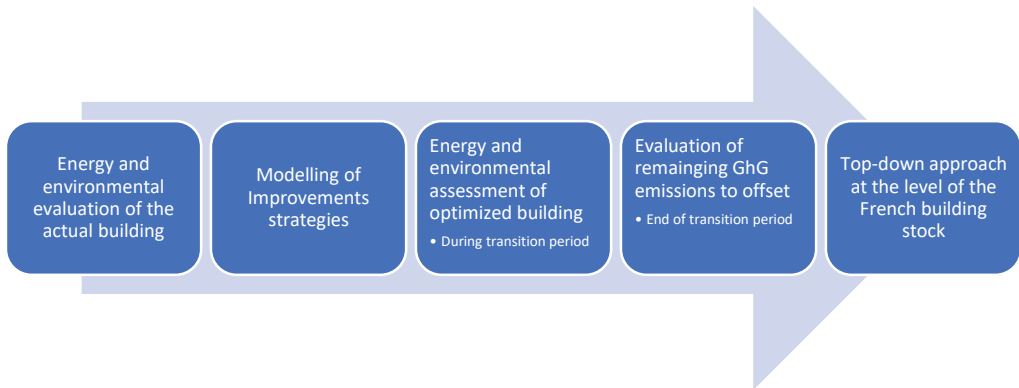 Energy and
environmental
evaluation of the
actual building
Modelling of
Improvements
strategies
Energy and
environmental
assessment of
optimized building
• During transition period
Evaluation of
remainging GhG
emissions to offset
• End of transition period
Top-down approach
at the level of the
French building
stock